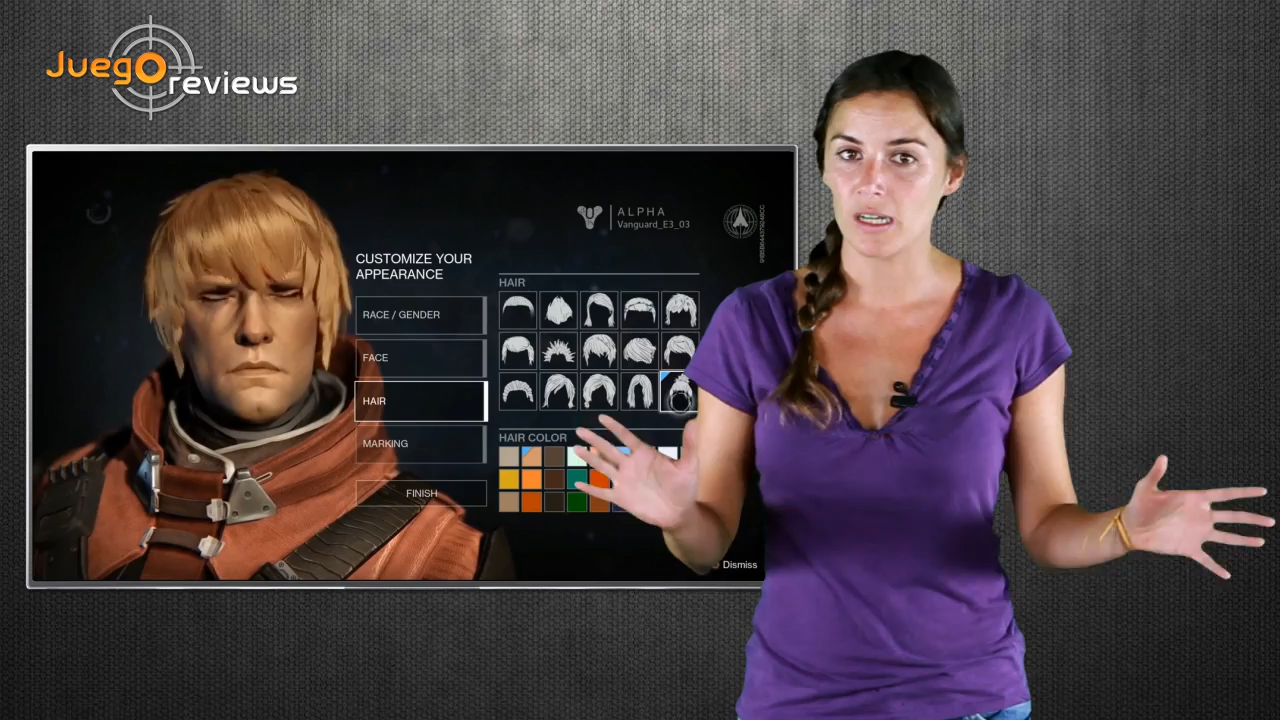 Juego
reviews
ALPHA
Vanguard_E3_03
CUSTOMIZE YOUR
APPEARANCE
RACE / GENDER
FACE
HAIR
MARKING
FINISH
HAIR
HAIR COLOR
Dismiss